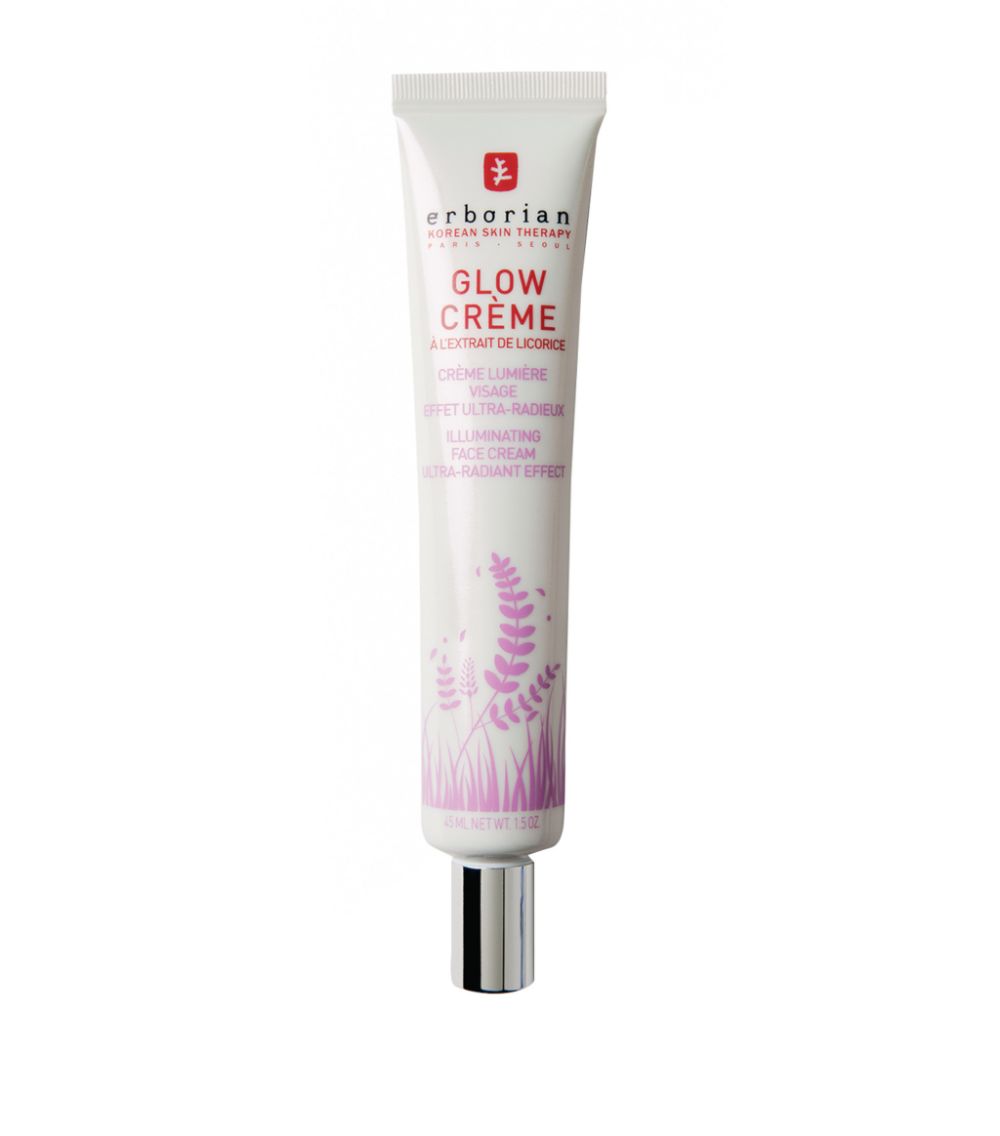 erborian
KOREAN SKIN THERAPY
PARIS . SEOUL
GLOW
CRÈME
À L'EXTRAIT DE LICORICE
CRÈME LUMIÈRE
VISAGE
EFFET ULTRA-RADIEUX
ILLUMINATING
FACE CREAM
ULTRA-RADIANT EFFECT
45 ML NET WT. 1.5 OZ.